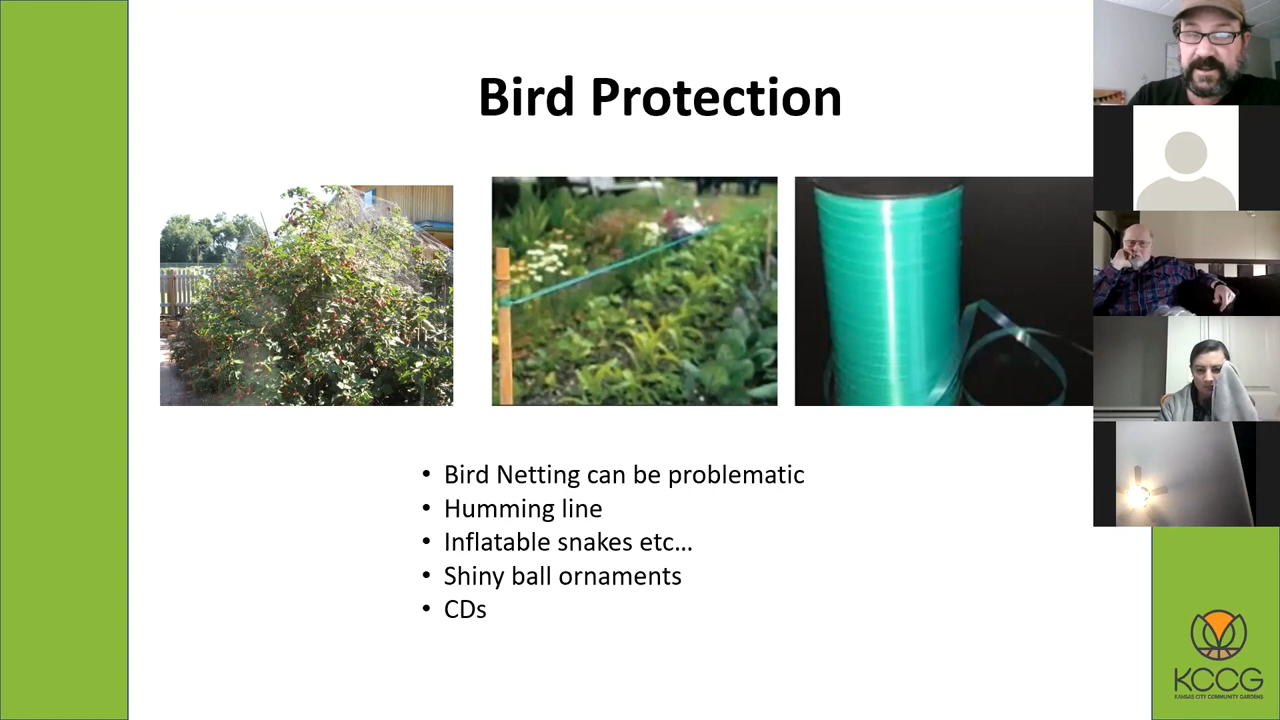 Bird Protection
• Bird Netting can be problematic
• Humming line
• Inflatable snakes etc…
• Shiny ball ornaments
• CDs
KCCG
KANSAS CITY COMMUNITY GARDENS